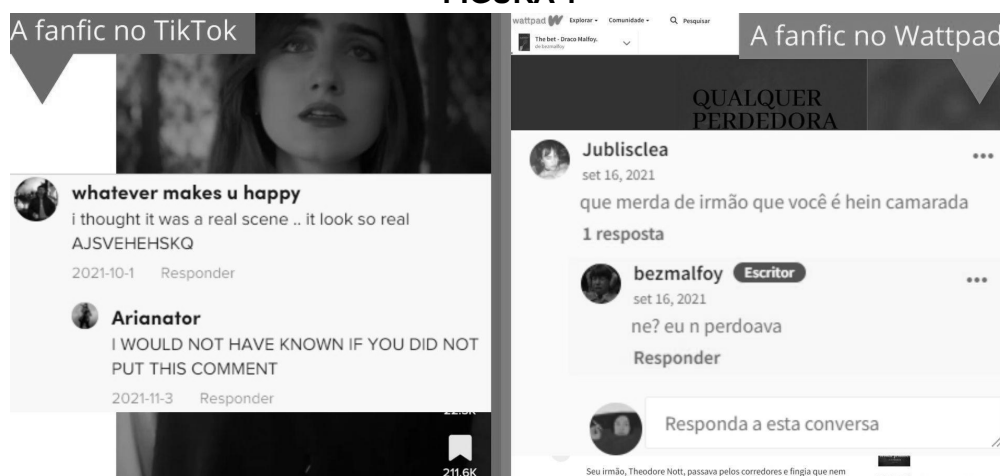 A fanfic no TikTok
whatever makes u happy
i thought it was a real scene .. it look so real
AJSVEHEHSKQ
2021-10-1 Responder
Arianator
I WOULD NOT HAVE KNOWN IF YOU DID NOT
PUT THIS COMMENT
2021-11-3 Responder
211.6K
wattpad Explorar Comunidade Pesquisar
The bet - Draco Malfoy.
de bezmalfoy
A fanfic no Wattpad
QUALQUER
PERDEDORA
Jublisclea
set 16, 2021
que merda de irmão que você é hein camarada
1 resposta
bezmalfoy Escritor
set 16, 2021
ne? eu n perdoava
Responder
Responda a esta conversa
Seu irmão, Theodore Nott, passava pelos corredores e fingia que nem